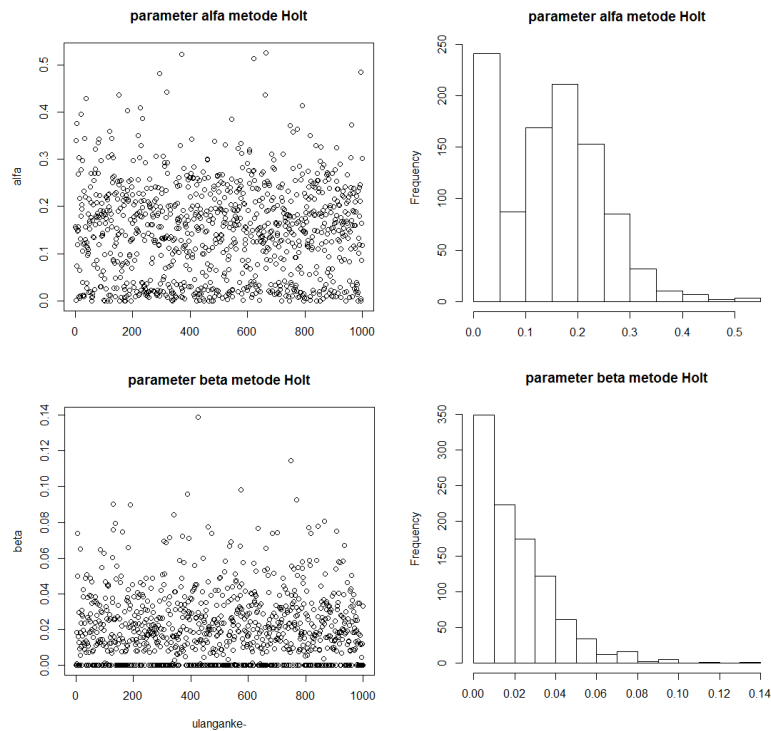 parameter alfa metode Holt
alfa
0.0 0.1 0.2 0.3 0.4 0.5
0 200 400 600 800 1000
parameter alfa metode Holt
Frequency
0 50 100 150 200 250
0.0 0.1 0.2 0.3 0.4 0.5
parameter beta metode Holt
beta
0.00 0.02 0.04 0.06 0.08 0.10 0.12 0.14
0 200 400 600 800 1000
ulanganke-
parameter beta metode Holt
Frequency
0 50 100 150 200 250 300 350
0.00 0.02 0.04 0.06 0.08 0.10 0.12 0.14